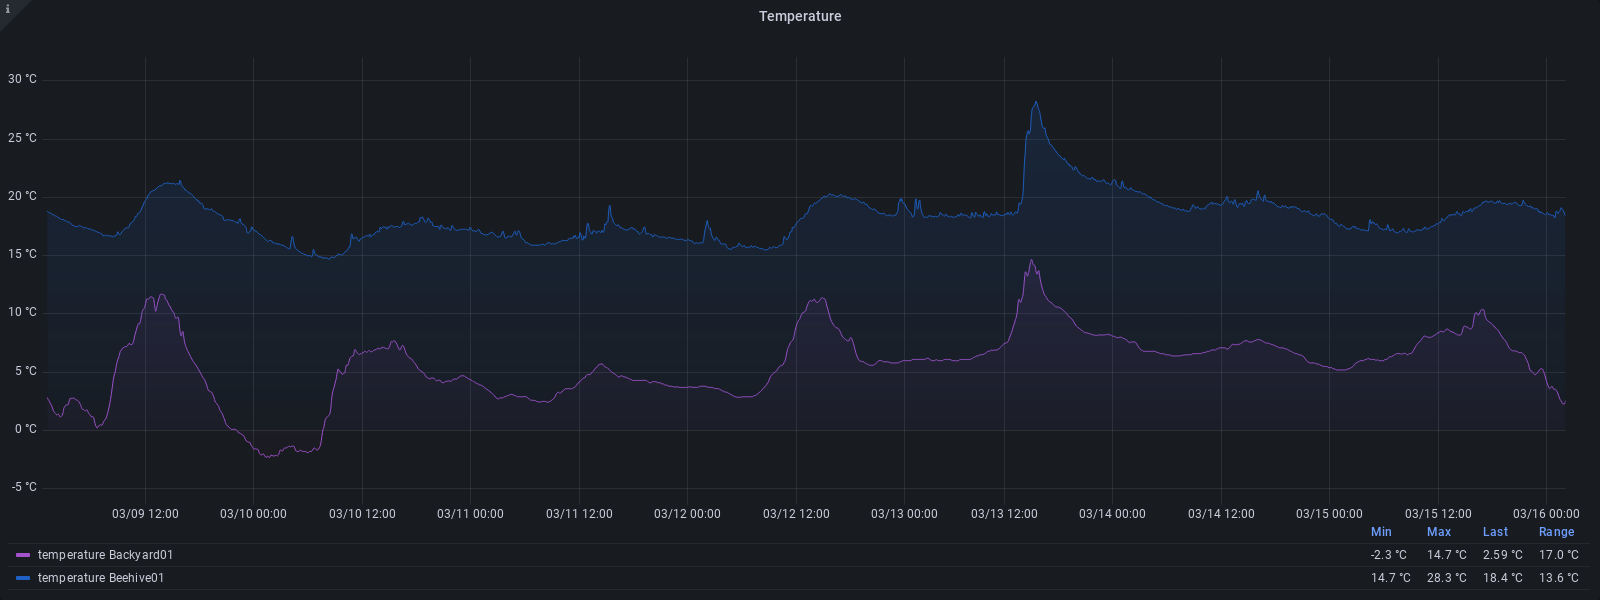 i
Temperature
30 °C
25 °C
20 °C
15 °C
10 °C
5 °C
0 °C
-5 °C
03/09 12:00 03/10 00:00 03/10 12:00 03/11 00:00 03/11 12:00 03/12 00:00 03/12 12:00 03/13 00:00 03/13 12:00 03/14 00:00 03/14 12:00 03/15 00:00 03/15 12:00 03/16 00:00
Min Max Last Range
temperature Backyard01 -2.3 °C 14.7 °C 2.59 °C 17.0 °C
temperature Beehive01 14.7 °C 28.3 °C 18.4 °C 13.6 °C